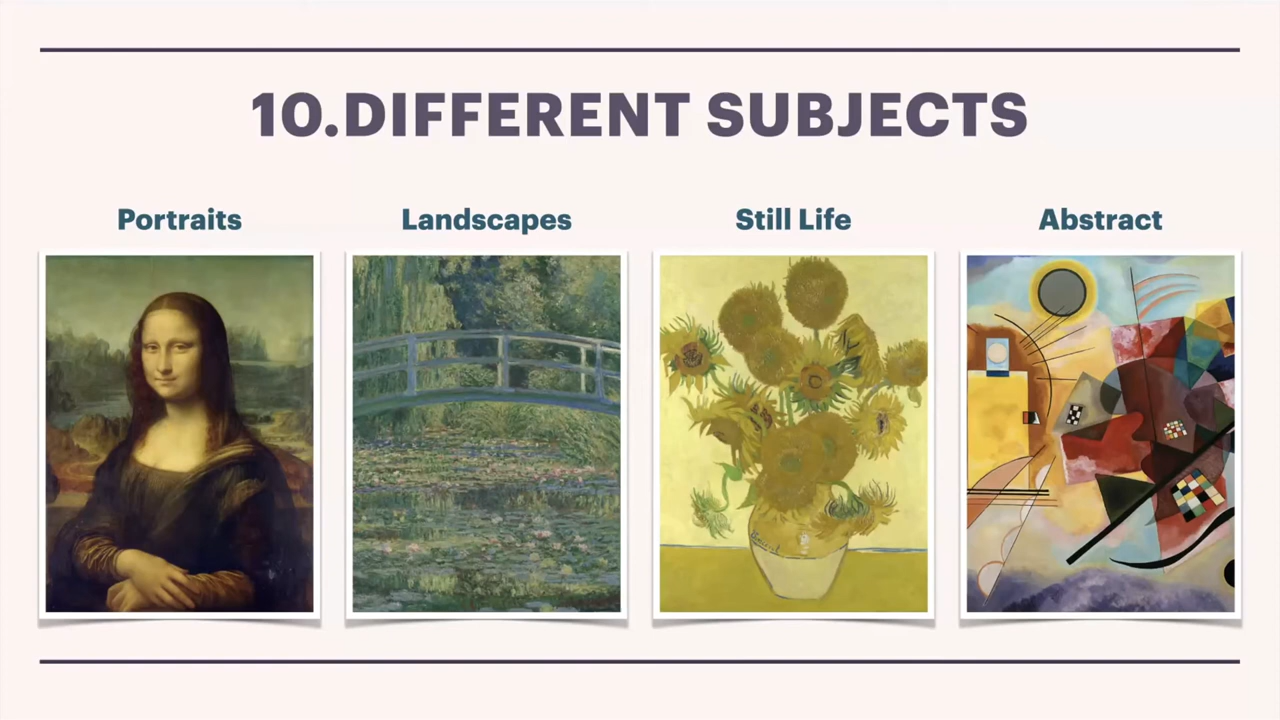 10.DIFFERENT SUBJECTS
Portraits
Landscapes
Still Life
Abstract